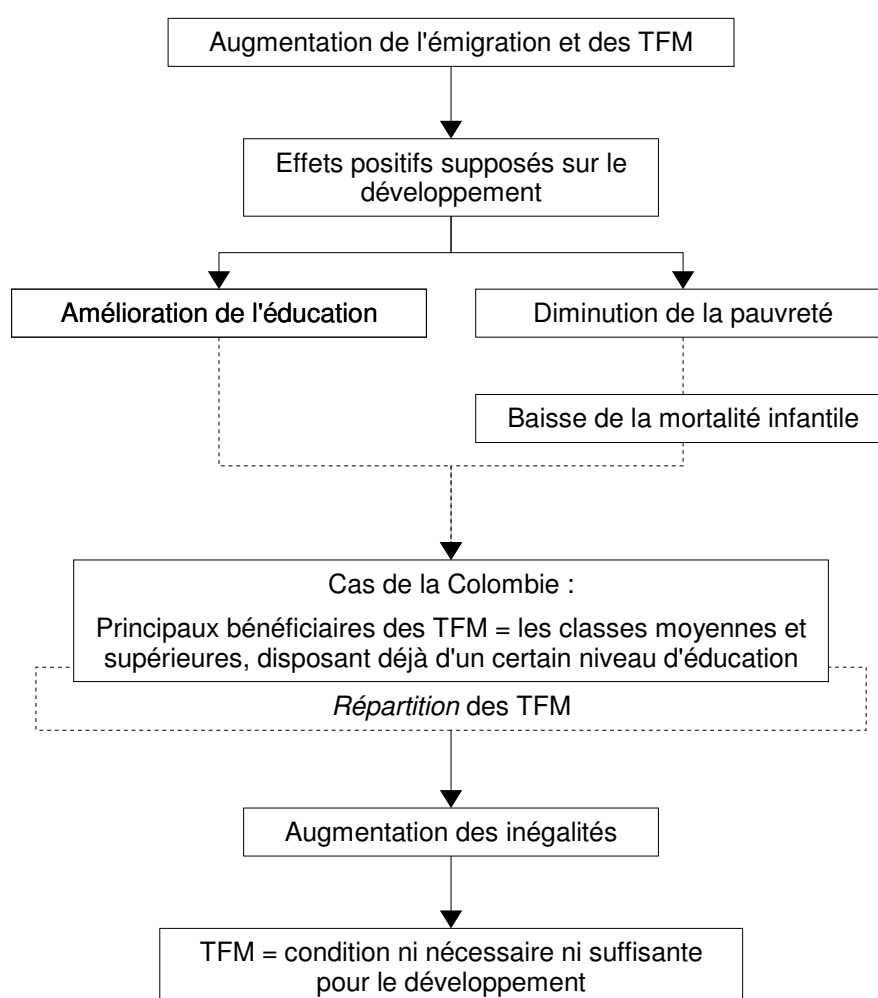 Augmentation de l'émigration et des TFM
Effets positifs supposés sur le
développement
Amélioration de l'éducation
Diminution de la pauvreté
Baisse de la mortalité infantile
Cas de la Colombie :
Principaux bénéficiaires des TFM = les classes moyennes et
supérieures, disposant déjà d'un certain niveau d'éducation
Répartition des TFM
Augmentation des inégalités
TFM = condition ni nécessaire ni suffisante
pour le développement